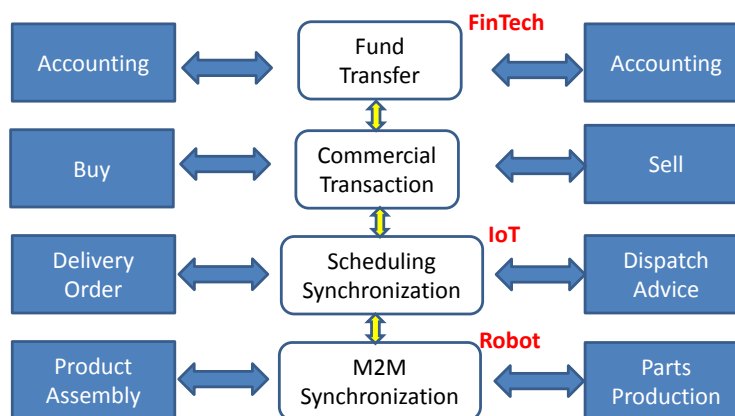 FinTech
Accounting
Fund
Transfer
Accounting
Buy
Commercial
Transaction
Sell
IoT
Delivery
Order
Scheduling
Synchronization
Dispatch
Advice
Robot
Product
Assembly
M2M
Synchronization
Parts
Production